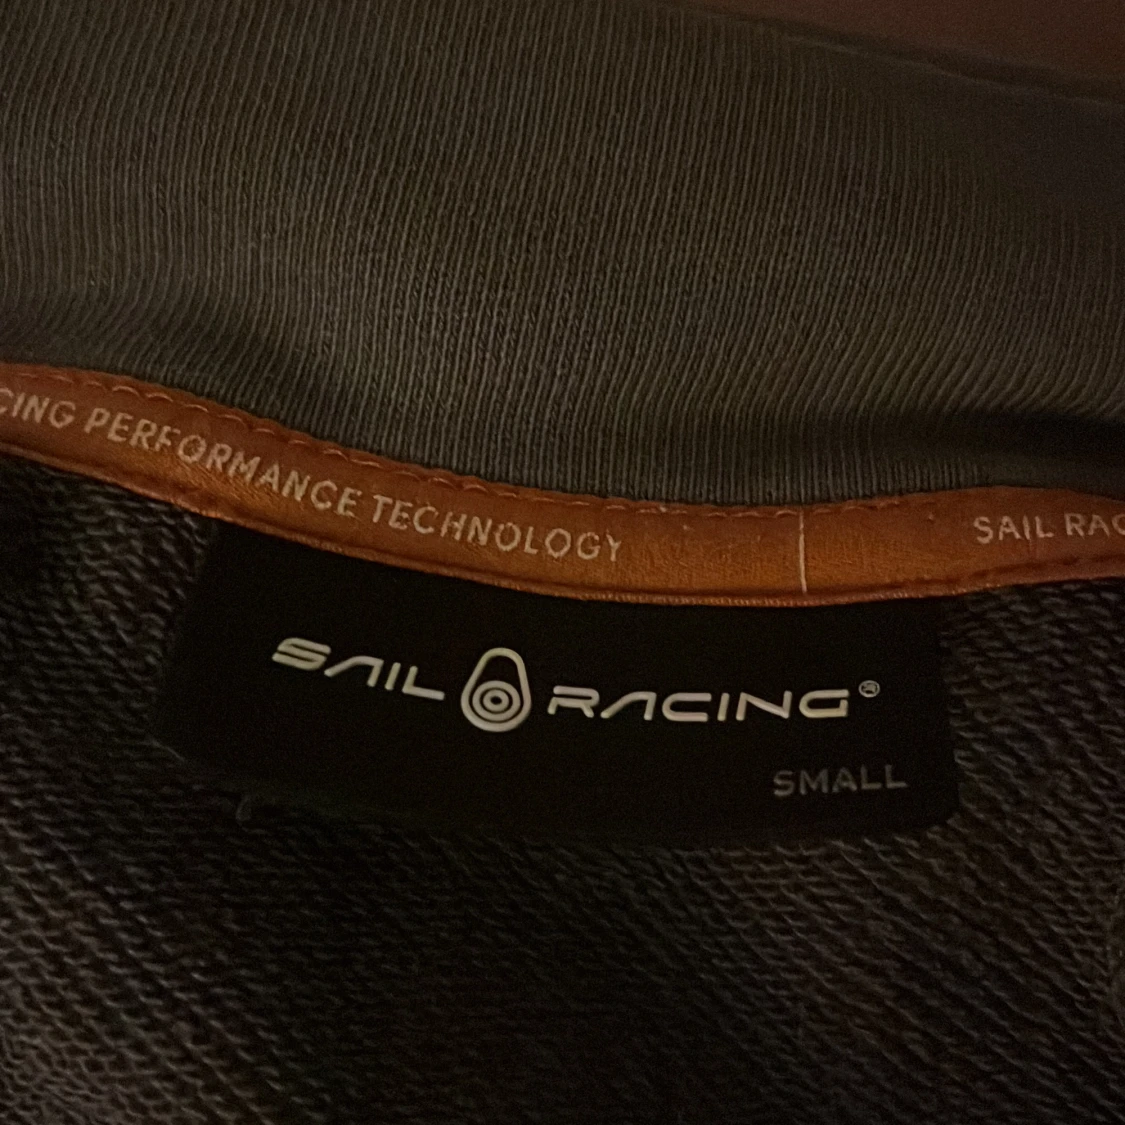 CING PERFORMANCE TECHNOLOGY
SAIL RAC
SAIL RACING®
SMALL